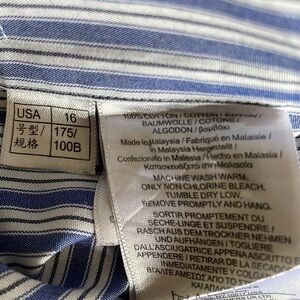 USA 16
号型/ 175/
规格 100B
100% COTTON / COTTON / COTONE /
BAUMWOLLE / COTONE /
ALGODON / βαμβάκι
Made in Malaysia / Fabriqué en Malaisie /
In Malaysia Hergestellt /
Confezionato in Malesia / Hecho en Malasia /
MACHINE WASH WARM.
ONLY NON CHLORINE BLEACH.
TUMBLE DRY LOW.
REMOVE PROMPTLY AND HANG.
SORTIR PROMPTEMENT DU
SÈCHE-LINGE ET SUSPENDRE /
RASCH AUS DEM TROCKNER NEHMEN
UND AUFHÄNGEN / TOGLIERE
DALL'ASCIUGATRICE APPENA ASCIUTTO
APPENDERE / RETIRAR DE LA SECADORA
INMEDIATAMENTE Y COLGAR